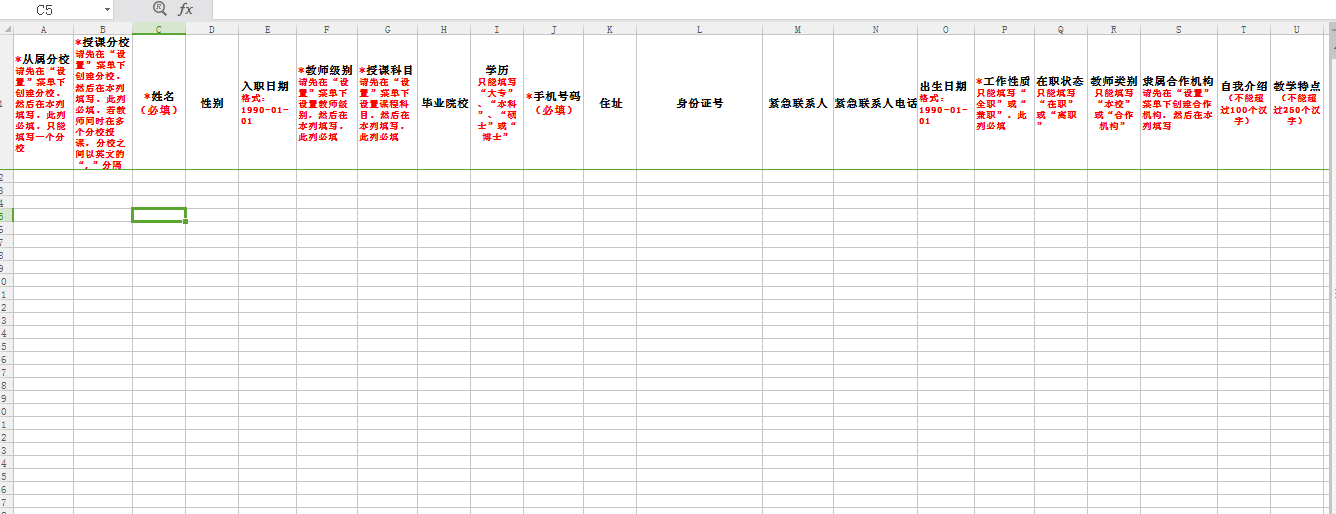 C5
fx
A B C D E F G H I J K L M N O P Q R S T U
*从属分校
请先在“设
置”菜单下
创建分校,
然后在本列
填写。此列
必填。只能
填写一个分
校
*授课分校
请先在“设
置”菜单下
创建分校,
然后在本列
填写。此列
必填。若教
师同时在多
个分校授
课,分校之
间以英文的
“,”分隔
*姓名
(必填)
性别
入职日期
格式:
1990-01-
01
*教师级别
请先在“设
置”菜单下
设置教师级
别,然后在
本列填写。
此列必填
*授课科目
请先在“设
置”菜单下
设置课程科
目,然后在
本列填写。
此列必填
毕业院校
学历
只能填写
“大专”
、“本科
”、“硕
士”或“
博士”
*手机号码
(必填)
住址
身份证号
紧急联系人
紧急联系人电话
出生日期
格式:
1990-01-
01
*工作性质
只能填写“
全职”或“
兼职”。此
列必填
在职状态
只能填写
“在职”
或“离职
”
教师类别
只能填写
“本校”
或“合作
机构”
隶属合作机构
请先在“设置”
菜单下创建合作
机构,然后在本
列填写
自我介绍
(不能超
过100个汉
字)
教学特点
(不能超
过250个汉
字)